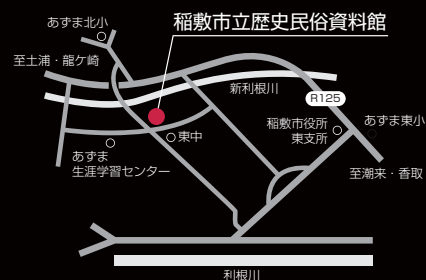 あずま北小
稲敷市立歴史民俗資料館
至土浦・龍ケ崎
新利根川
R125
あずま東小
稲敷市役所
東支所
東中
あずま
生涯学習センター
至潮来・香取
利根川